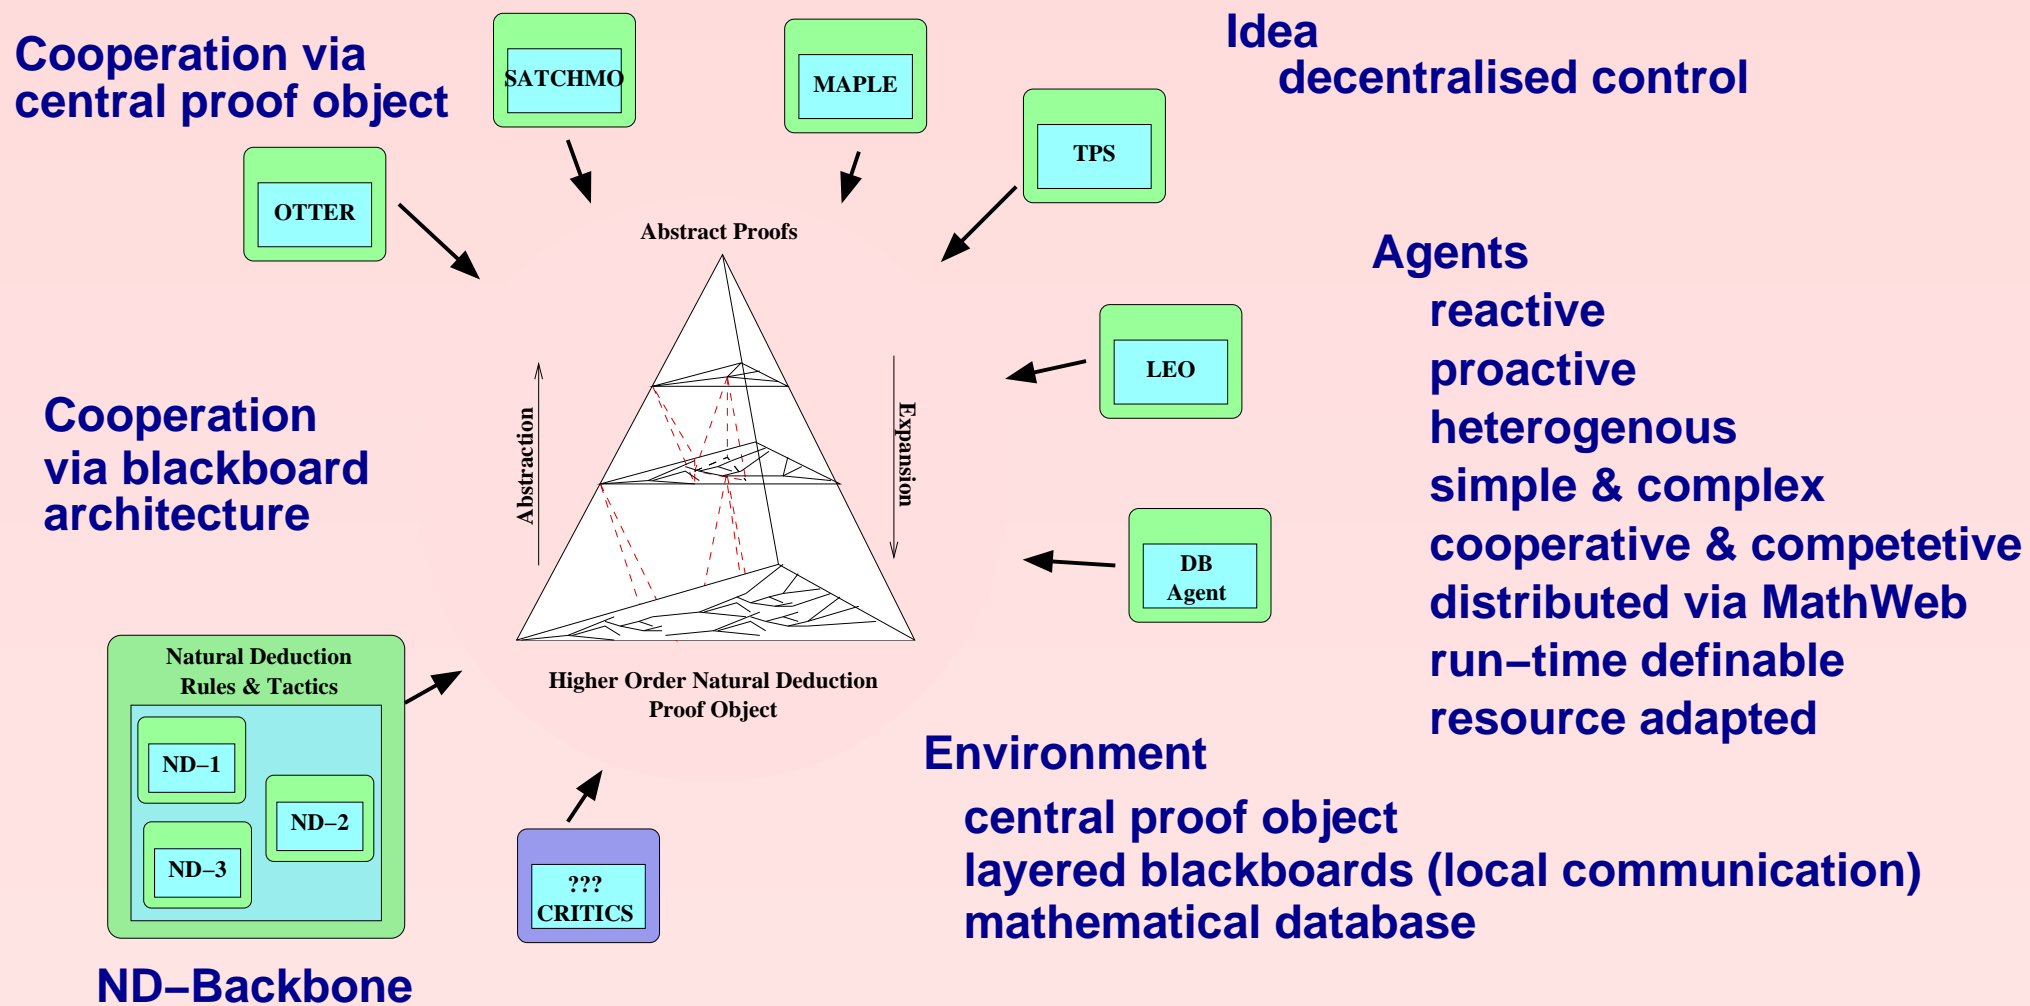 Cooperation via
central proof object
SATCHMO
MAPLE
Idea
decentralised control
TPS
OTTER
Abstract Proofs
Agents
reactive
proactive
heterogenous
simple & complex
cooperative & competetive
distributed via MathWeb
run–time definable
resource adapted
LEO
Cooperation
via blackboard
architecture
Abstraction
Expansion
DB
Agent
Natural Deduction
Rules & Tactics
ND–1
ND–2
ND–3
ND–Backbone
Higher Order Natural Deduction
Proof Object
???
CRITICS
Environment
central proof object
layered blackboards (local communication)
mathematical database